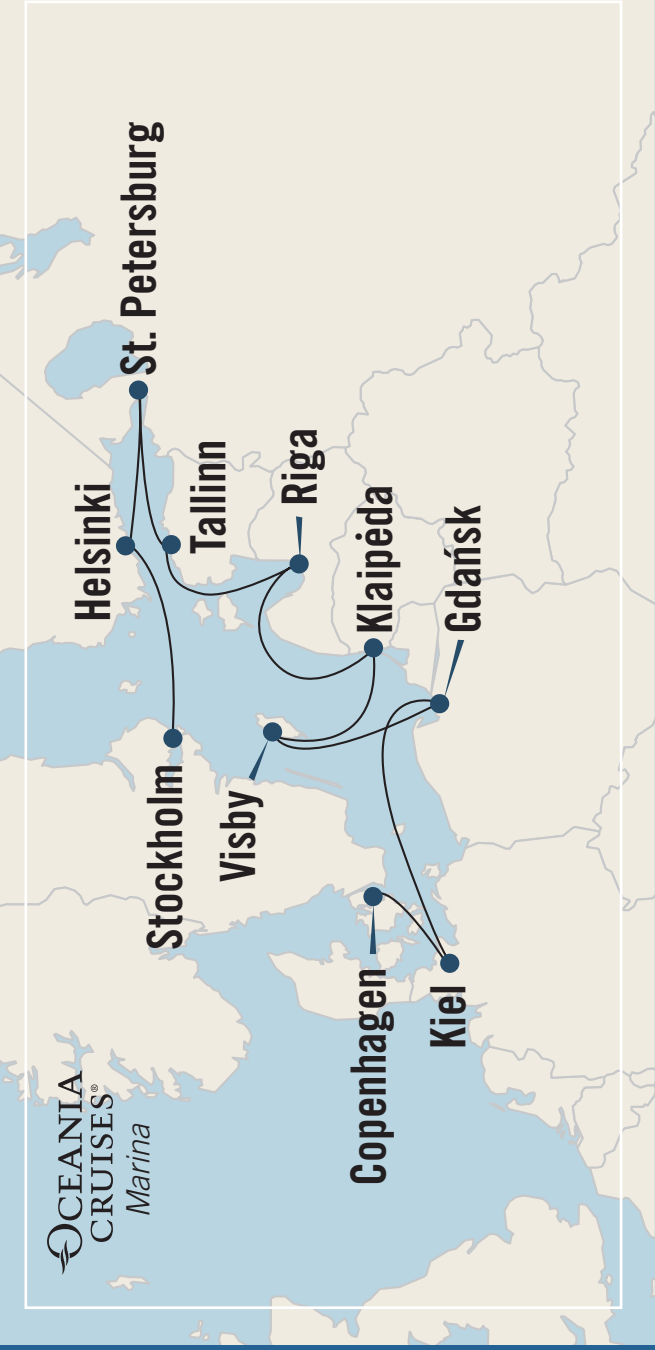 OCEANIA
CRUISES®
Marina
Helsinki
St. Petersburg
Stockholm
Tallinn
Visby
Riga
Copenhagen
Klaipėda
Kiel
Gdańsk